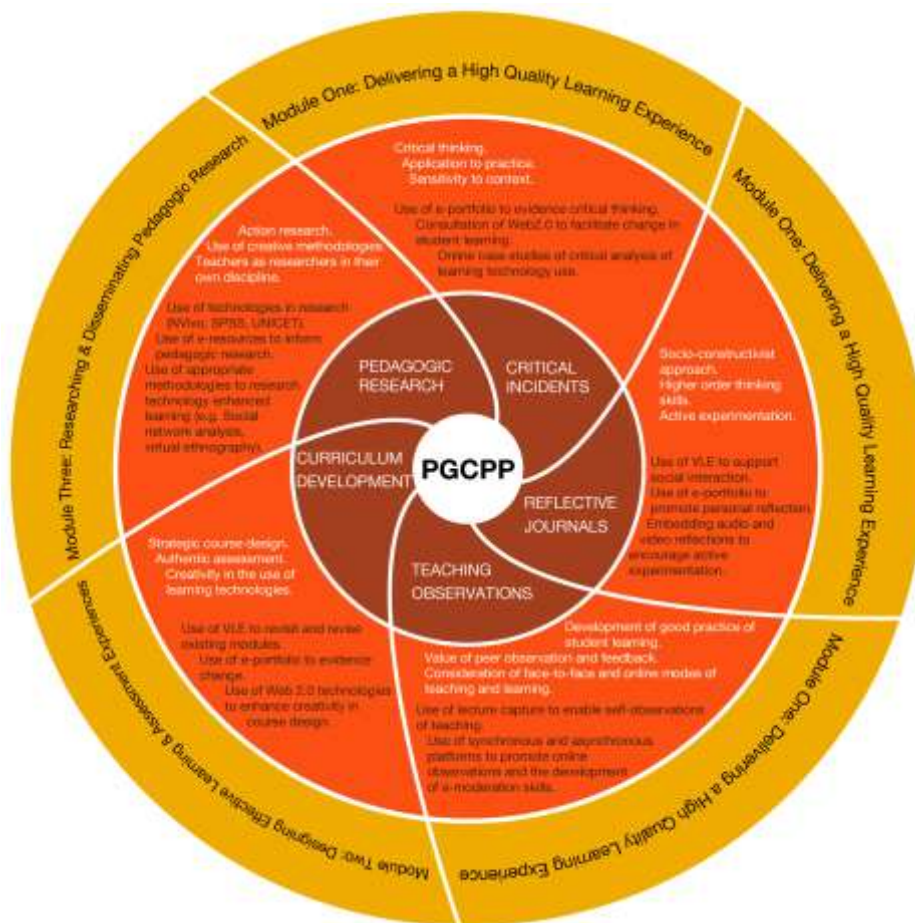 Module One: Delivering a High Quality Learning Experience
Critical thinking.
Application to practice.
Sensitivity to context.
Use of e-portfolio to evidence critical thinking.
Consultation of Web2.0 to facilitate change in
student learning.
Online case studies of critical analysis of
learning technology use.
CRITICAL
INCIDENTS
Module One: Delivering a High Quality Learning Experience
Socio-constructivist
approach.
Higher order thinking
skills.
Active experimentation.
Use of VLE to support
social interaction.
Use of e-portfolio to
promote personal reflection.
Embedding audio and
video reflections to
encourage active
experimentation.
REFLECTIVE
JOURNALS
Module One: Delivering a High Quality Learning Experience
Development of good practice of
student learning.
Value of peer observation and feedback.
Consideration of face-to-face and online modes of
teaching and learning.
Use of lecture capture to enable self-observations
of teaching.
Use of synchronous and asynchronous
platforms to promote online
observations and the development
of e-moderation skills.
TEACHING
OBSERVATIONS
Module Two: Designing Effective Learning & Assessment Experiences
Strategic course design.
Authentic assessment.
Creativity in the use of
learning technologies.
Use of VLE to revisit and revise
existing modules.
Use of e-portfolio to evidence
change.
Use of Web 2.0 technologies
to enhance creativity in
course design.
CURRICULUM
DEVELOPMENT
Module Three: Researching & Disseminating Pedagogic Research
Action research.
Use of creative methodologies
Teachers as researchers in their
own discipline.
Use of technologies in research
(NVivo, SPSS, UNICET).
Use of e-resources to inform
pedagogic research.
Use of appropriate
methodologies to research
technology enhanced
learning (e.g. Social
network analysis,
virtual ethnography).
PEDAGOGIC
RESEARCH
PGCPP